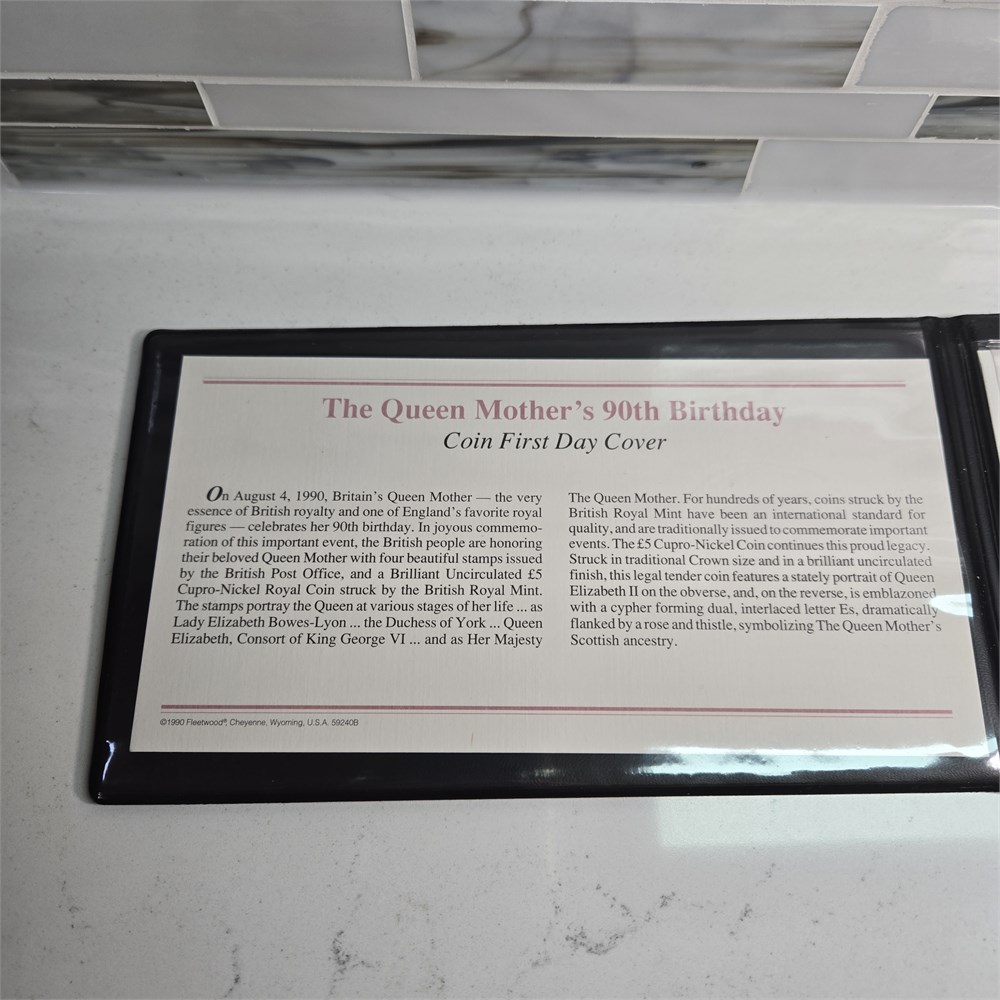 The Queen Mother's 90th Birthday
Coin First Day Cover
On August 4, 1990, Britain's Queen Mother — the very
essence of British royalty and one of England's favorite royal
figures — celebrates her 90th birthday. In joyous commemo-
ration of this important event, the British people are honoring
their beloved Queen Mother with four beautiful stamps issued
by the British Post Office, and a Brilliant Uncirculated £5
Cupro-Nickel Royal Coin struck by the British Royal Mint.
The stamps portray the Queen at various stages of her life ... as
Lady Elizabeth Bowes-Lyon ... the Duchess of York ... Queen
Elizabeth, Consort of King George VI ... and as Her Majesty
The Queen Mother. For hundreds of years, coins struck by the
British Royal Mint have been an international standard for
quality, and are traditionally issued to commemorate important
events. The £5 Cupro-Nickel Coin continues this proud legacy.
Struck in traditional Crown size and in a brilliant uncirculated
finish, this legal tender coin features a stately portrait of Queen
Elizabeth II on the obverse, and, on the reverse, is emblazoned
with a cypher forming dual, interlaced letter Es, dramatically
flanked by a rose and thistle, symbolizing The Queen Mother's
Scottish ancestry.
©1990 Fleetwood®, Cheyenne, Wyoming, U.S.A. 59240B